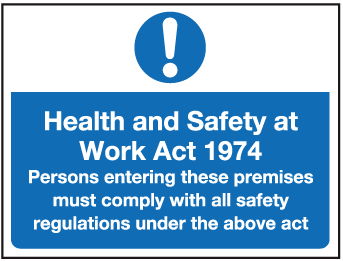 Health and Safety at
Work Act 1974
Persons entering these premises
must comply with all safety
regulations under the above act